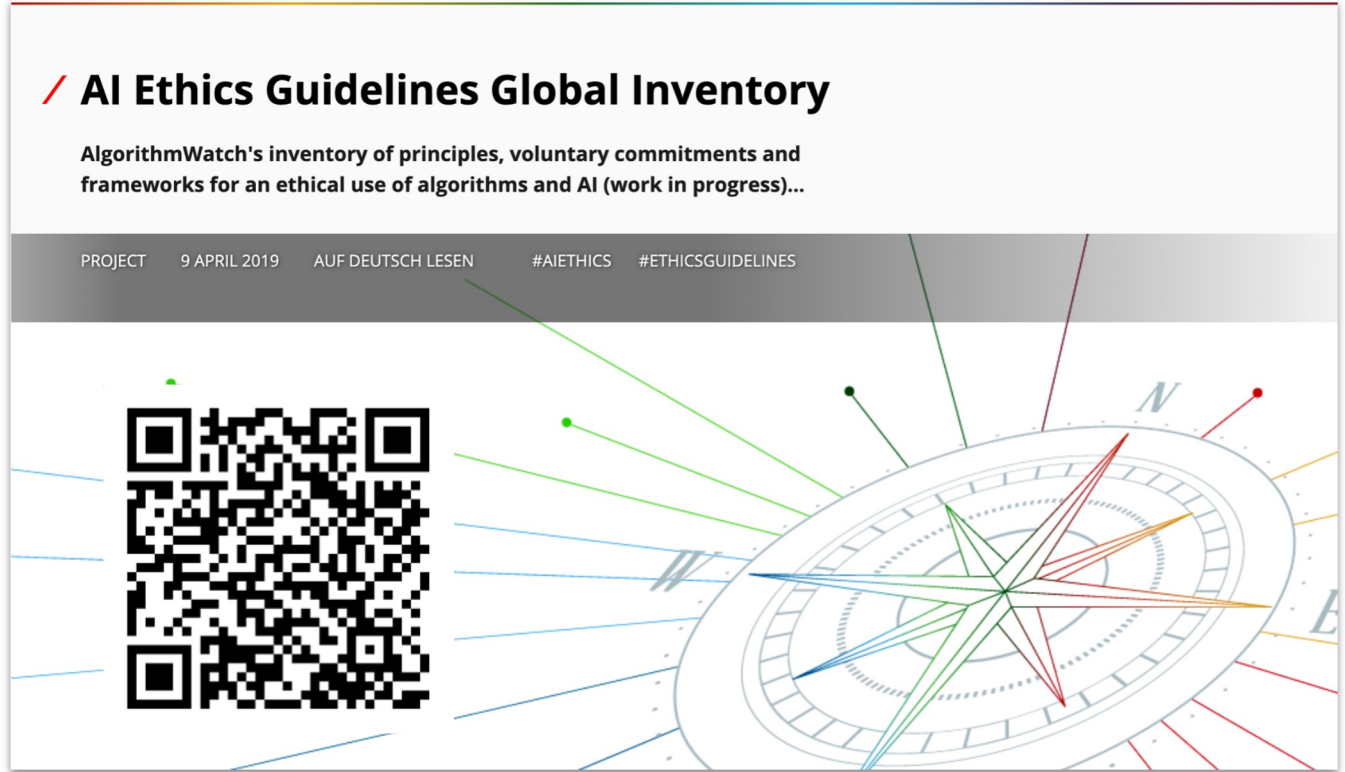 / AI Ethics Guidelines Global Inventory
AlgorithmWatch's inventory of principles, voluntary commitments and
frameworks for an ethical use of algorithms and AI (work in progress)...
PROJECT 9 APRIL 2019 AUF DEUTSCH LESEN #AIETHICS #ETHICSGUIDELINES
N
W
E